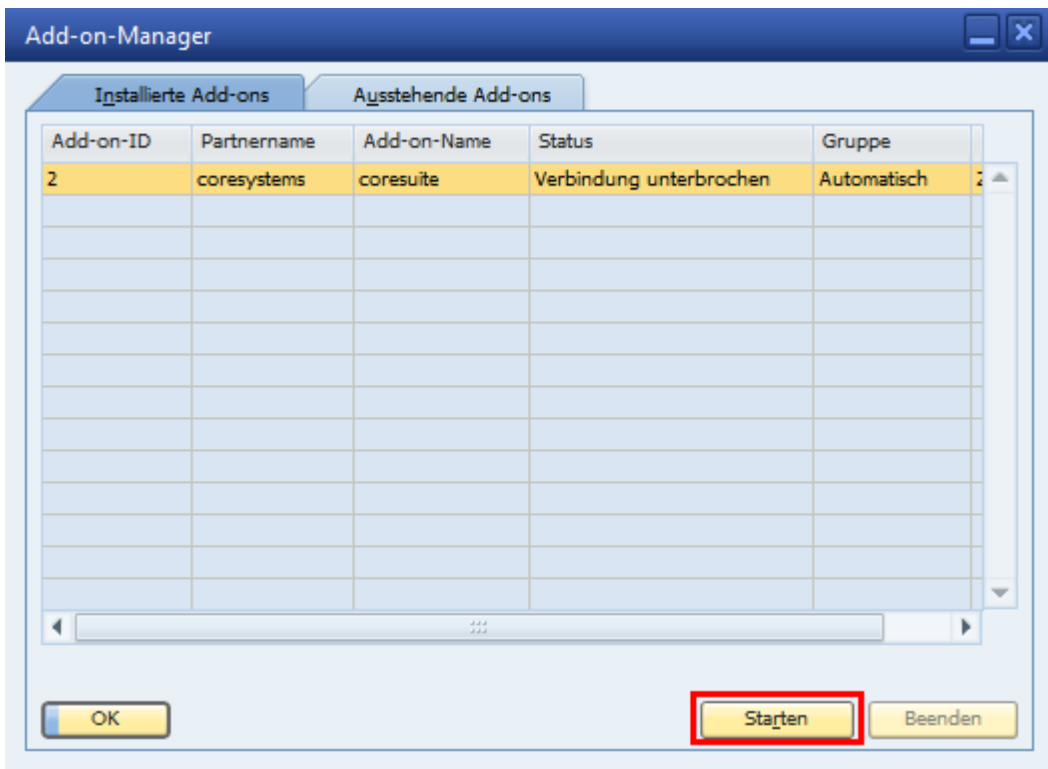 Add-on-Manager
Installierte Add-ons Ausstehende Add-ons
Add-on-ID Partnername Add-on-Name Status Gruppe
2 coresystems coresuite Verbindung unterbrochen Automatisch
OK Starten Beenden